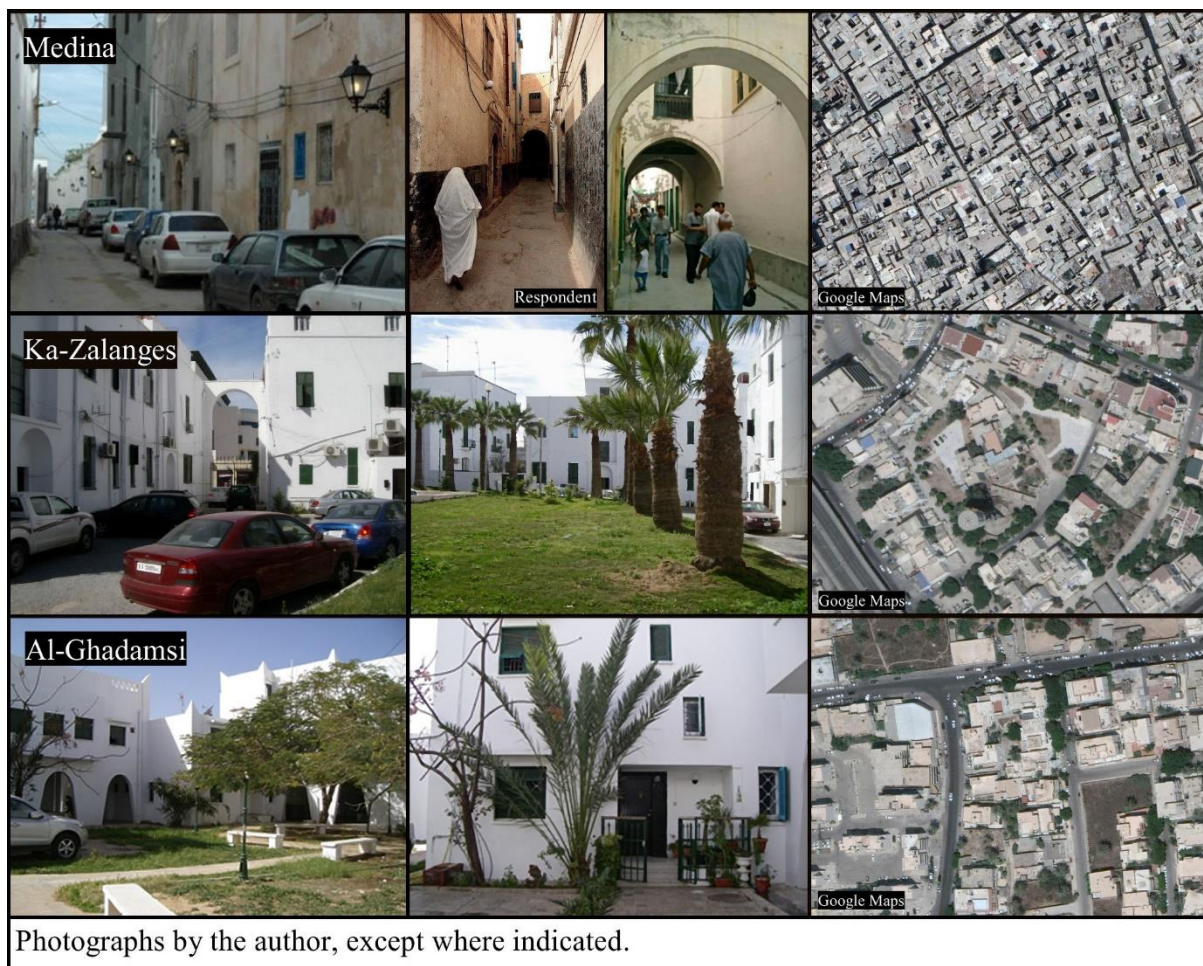 Medina
Respondent
Google Maps
Ka-Zalanges
Google Maps
Al-Ghadamsi
Google Maps
Photographs by the author, except where indicated.